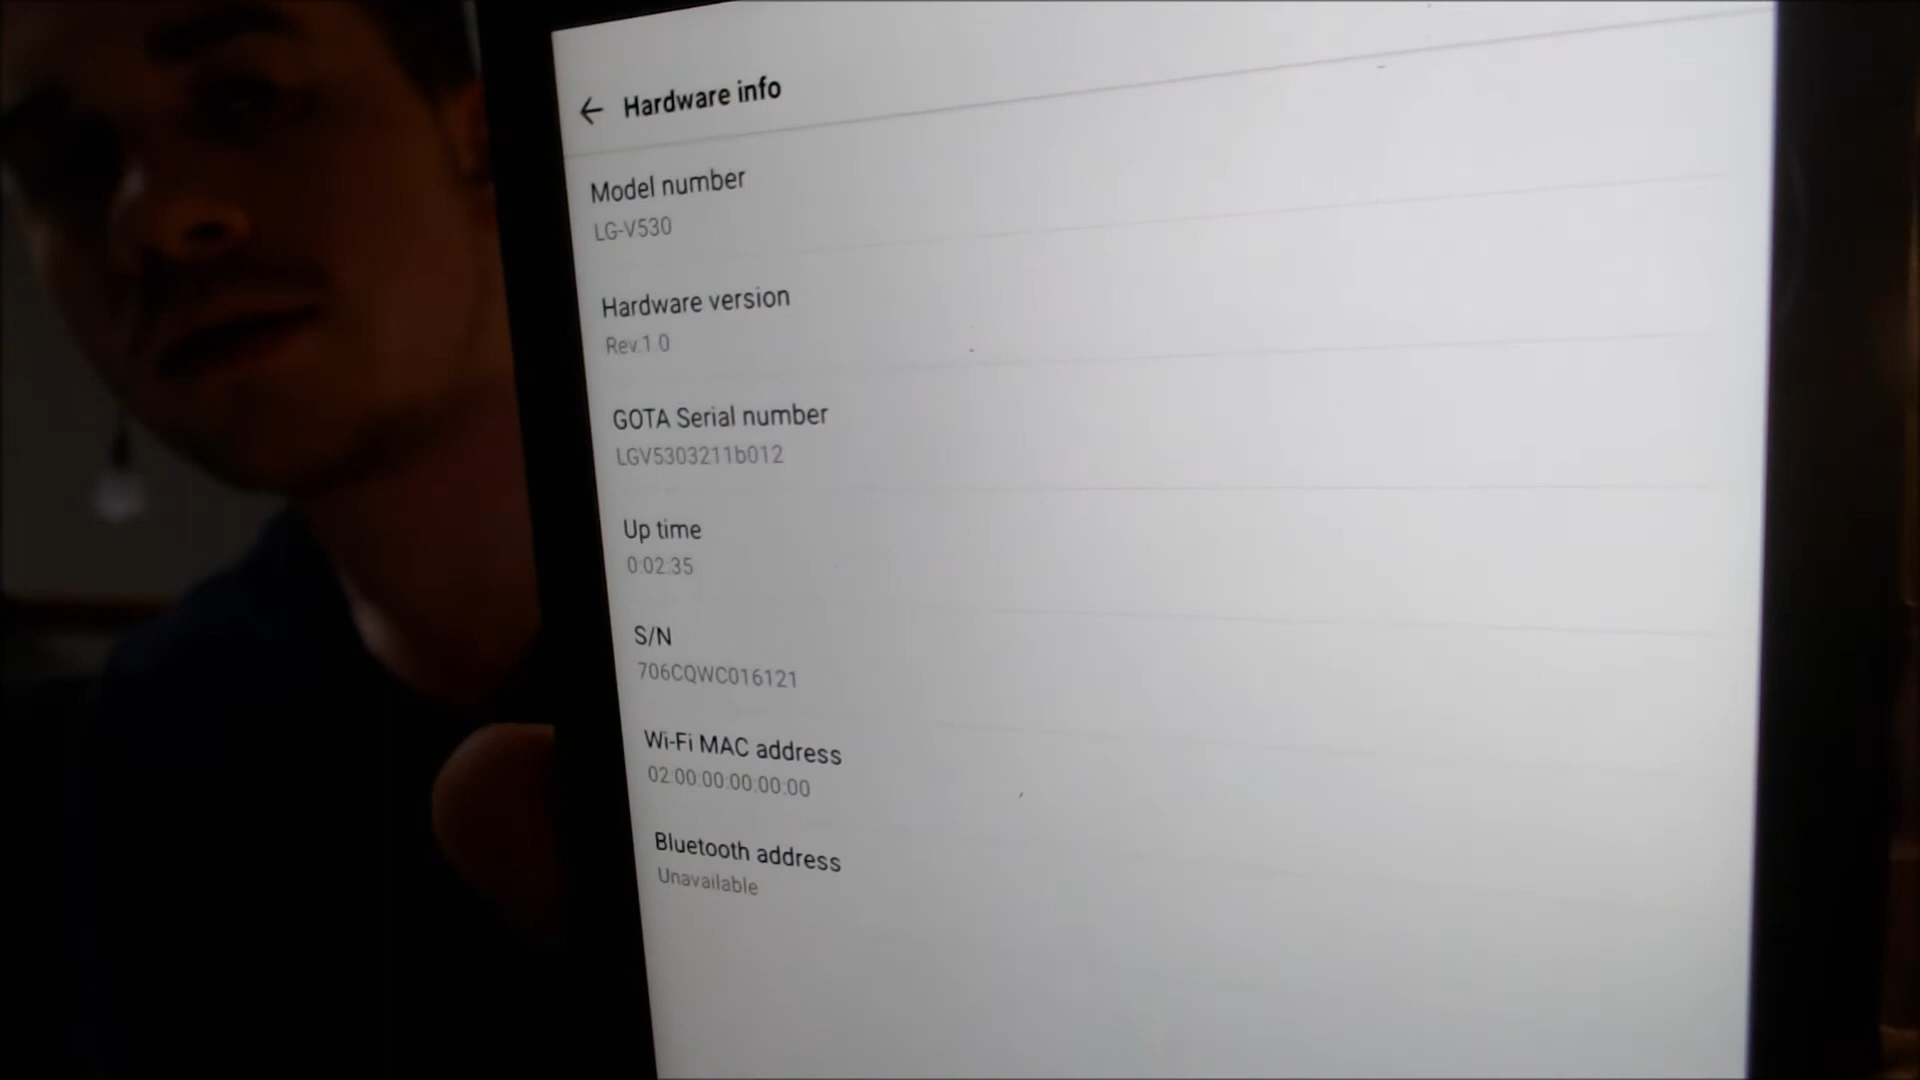 Hardware info
Model number
LG-V530
Hardware version
Rev.1.0
GOTA Serial number
LGV5303211b012
Up time
0:02:35
S/N
706CQWC016121
Wi-Fi MAC address
02:00:00:00:00:00
Bluetooth address
Unavailable